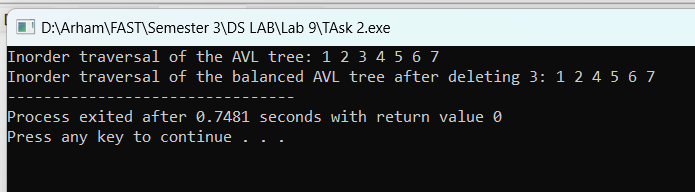 D:\Arham\FAST\Semester 3\DS LAB\Lab 9\TAsk 2.exe
Inorder traversal of the AVL tree: 1 2 3 4 5 6 7
Inorder traversal of the balanced AVL tree after deleting 3: 1 2 4 5 6 7
--------------------------------
Process exited after 0.7481 seconds with return value 0
Press any key to continue . . .